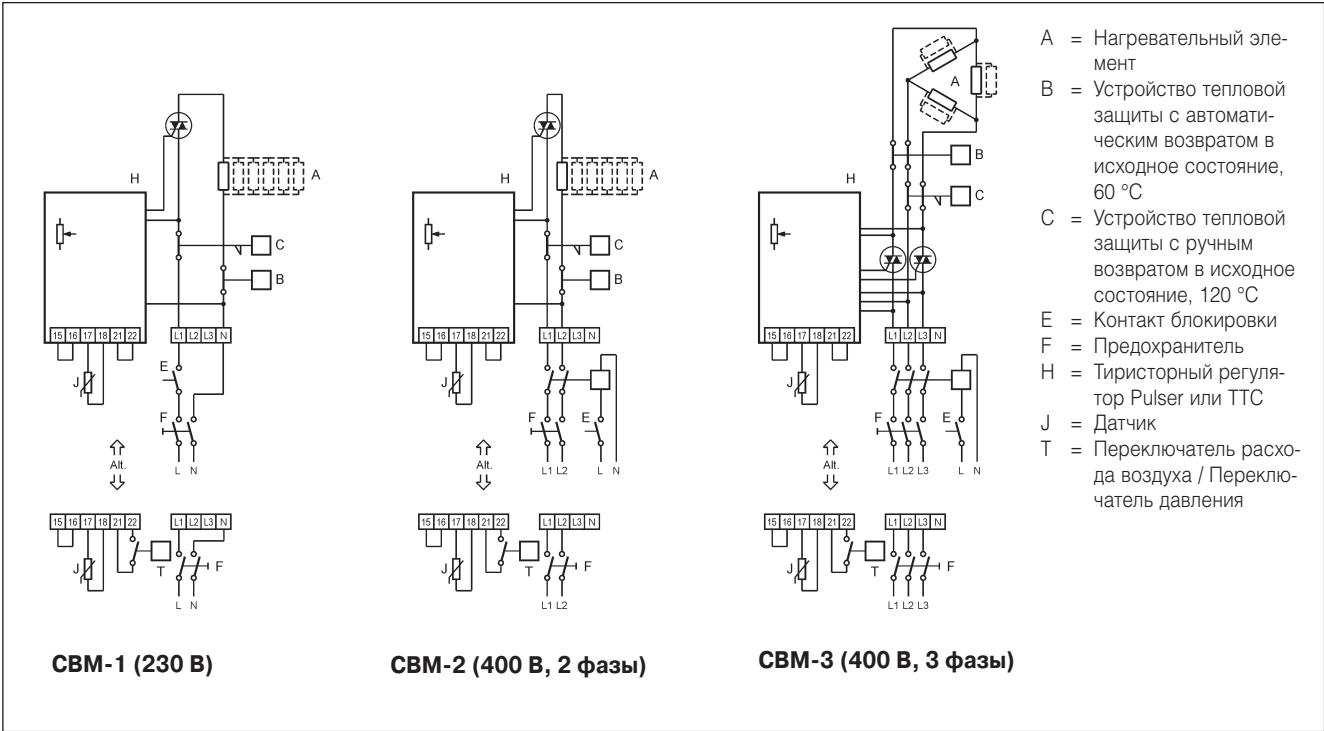 A
H
C
B
15 16 17 18 21 22
L1 L2 L3 N
J
E
F
Alt.
L N
15 16 17 18 21 22
L1 L2 L3 N
J
T
F
L N
СВМ-1 (230 В)
A
H
C
B
15 16 17 18 21 22
L1 L2 L3 N
J
F
E
Alt.
L1 L2
N
15 16 17 18 21 22
L1 L2 L3 N
J
T
F
L1 L2
СВМ-2 (400 В, 2 фазы)
A
B
H
C
15 16 17 18 21 22
L1 L2 L3 N
J
F
E
Alt.
L1 L2 L3
L N
15 16 17 18 21 22
L1 L2 L3 N
J
T
F
L1 L2 L3
СВМ-3 (400 В, 3 фазы)
A = Нагревательный эле-
мент
B = Устройство тепловой
защиты с автомати-
ческим возвратом в
исходное состояние,
60 °C
C = Устройство тепловой
защиты с ручным
возвратом в исходное
состояние, 120 °C
E = Контакт блокировки
F = Предохранитель
H = Тиристорный регуля-
тор Pulser или TTC
J = Датчик
T = Переключатель расхо-
да воздуха / Переклю-
чатель давления